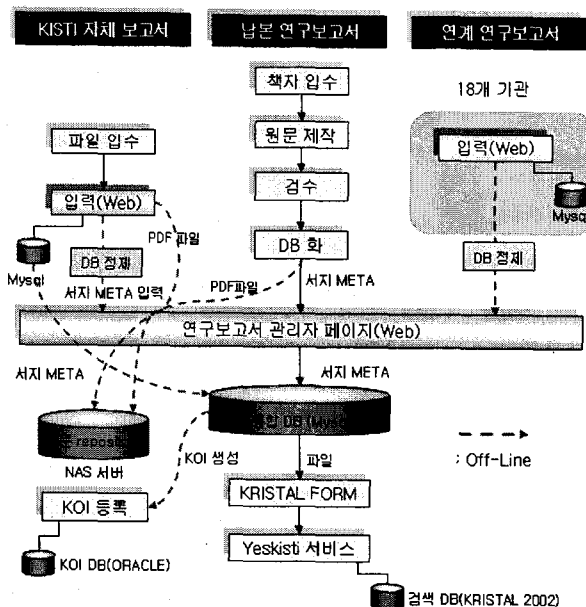 KISTI 자체 보고서
납본 연구보고서
연계 연구보고서
책자 입수
18개 기관
파일 입수
원문 제작
입력(Web)
입력(Web)
검수
Mysql
PDF 파일
Mysql
DB 정제
DB 화
DB 정제
서지 META 입력
PDF파일
서지 META
연구보고서 관리자 페이지(Web)
서지 META
서지 META
DB (Mysql
NAS 서버
KOI 생성
파일
: Off-Line
KOI 등록
KRISTAL FORM
Yeskisti 서비스
KOI DB(ORACLE)
검색 DB(KRISTAL 2002)